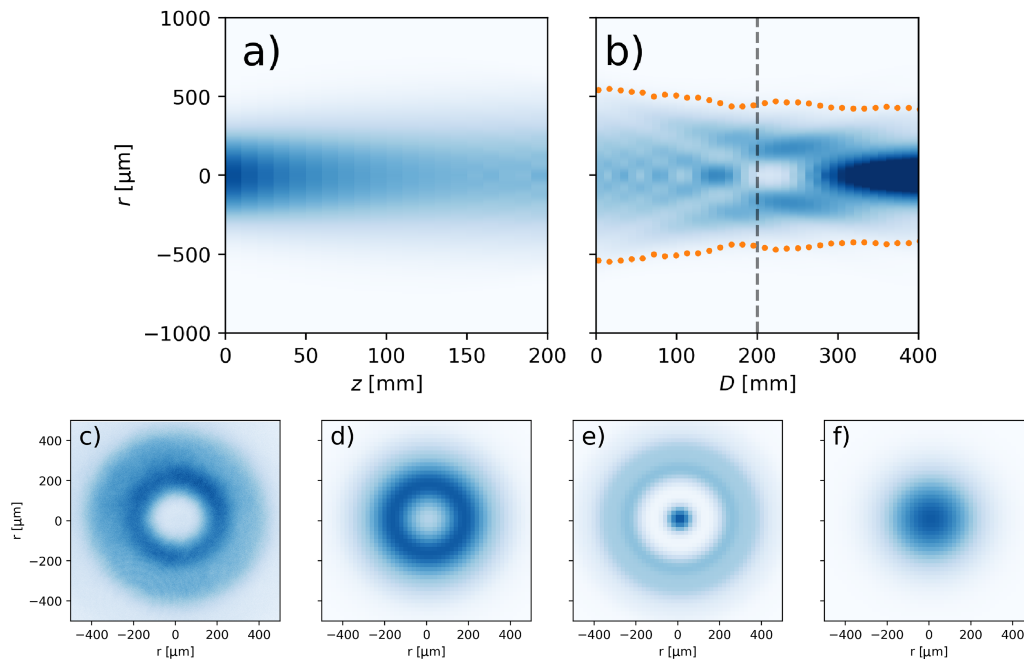 a)
b)
1000
500
0
−500
−1000
r [µm]
0 50 100 150 200
z [mm]
0 100 200 300 400
D [mm]
c)
d)
e)
f)
400
200
0
−200
−400
r [µm]
−400 −200 0 200 400
r [µm]
−400 −200 0 200 400
r [µm]
−400 −200 0 200 400
r [µm]
−400 −200 0 200 400
r [µm]